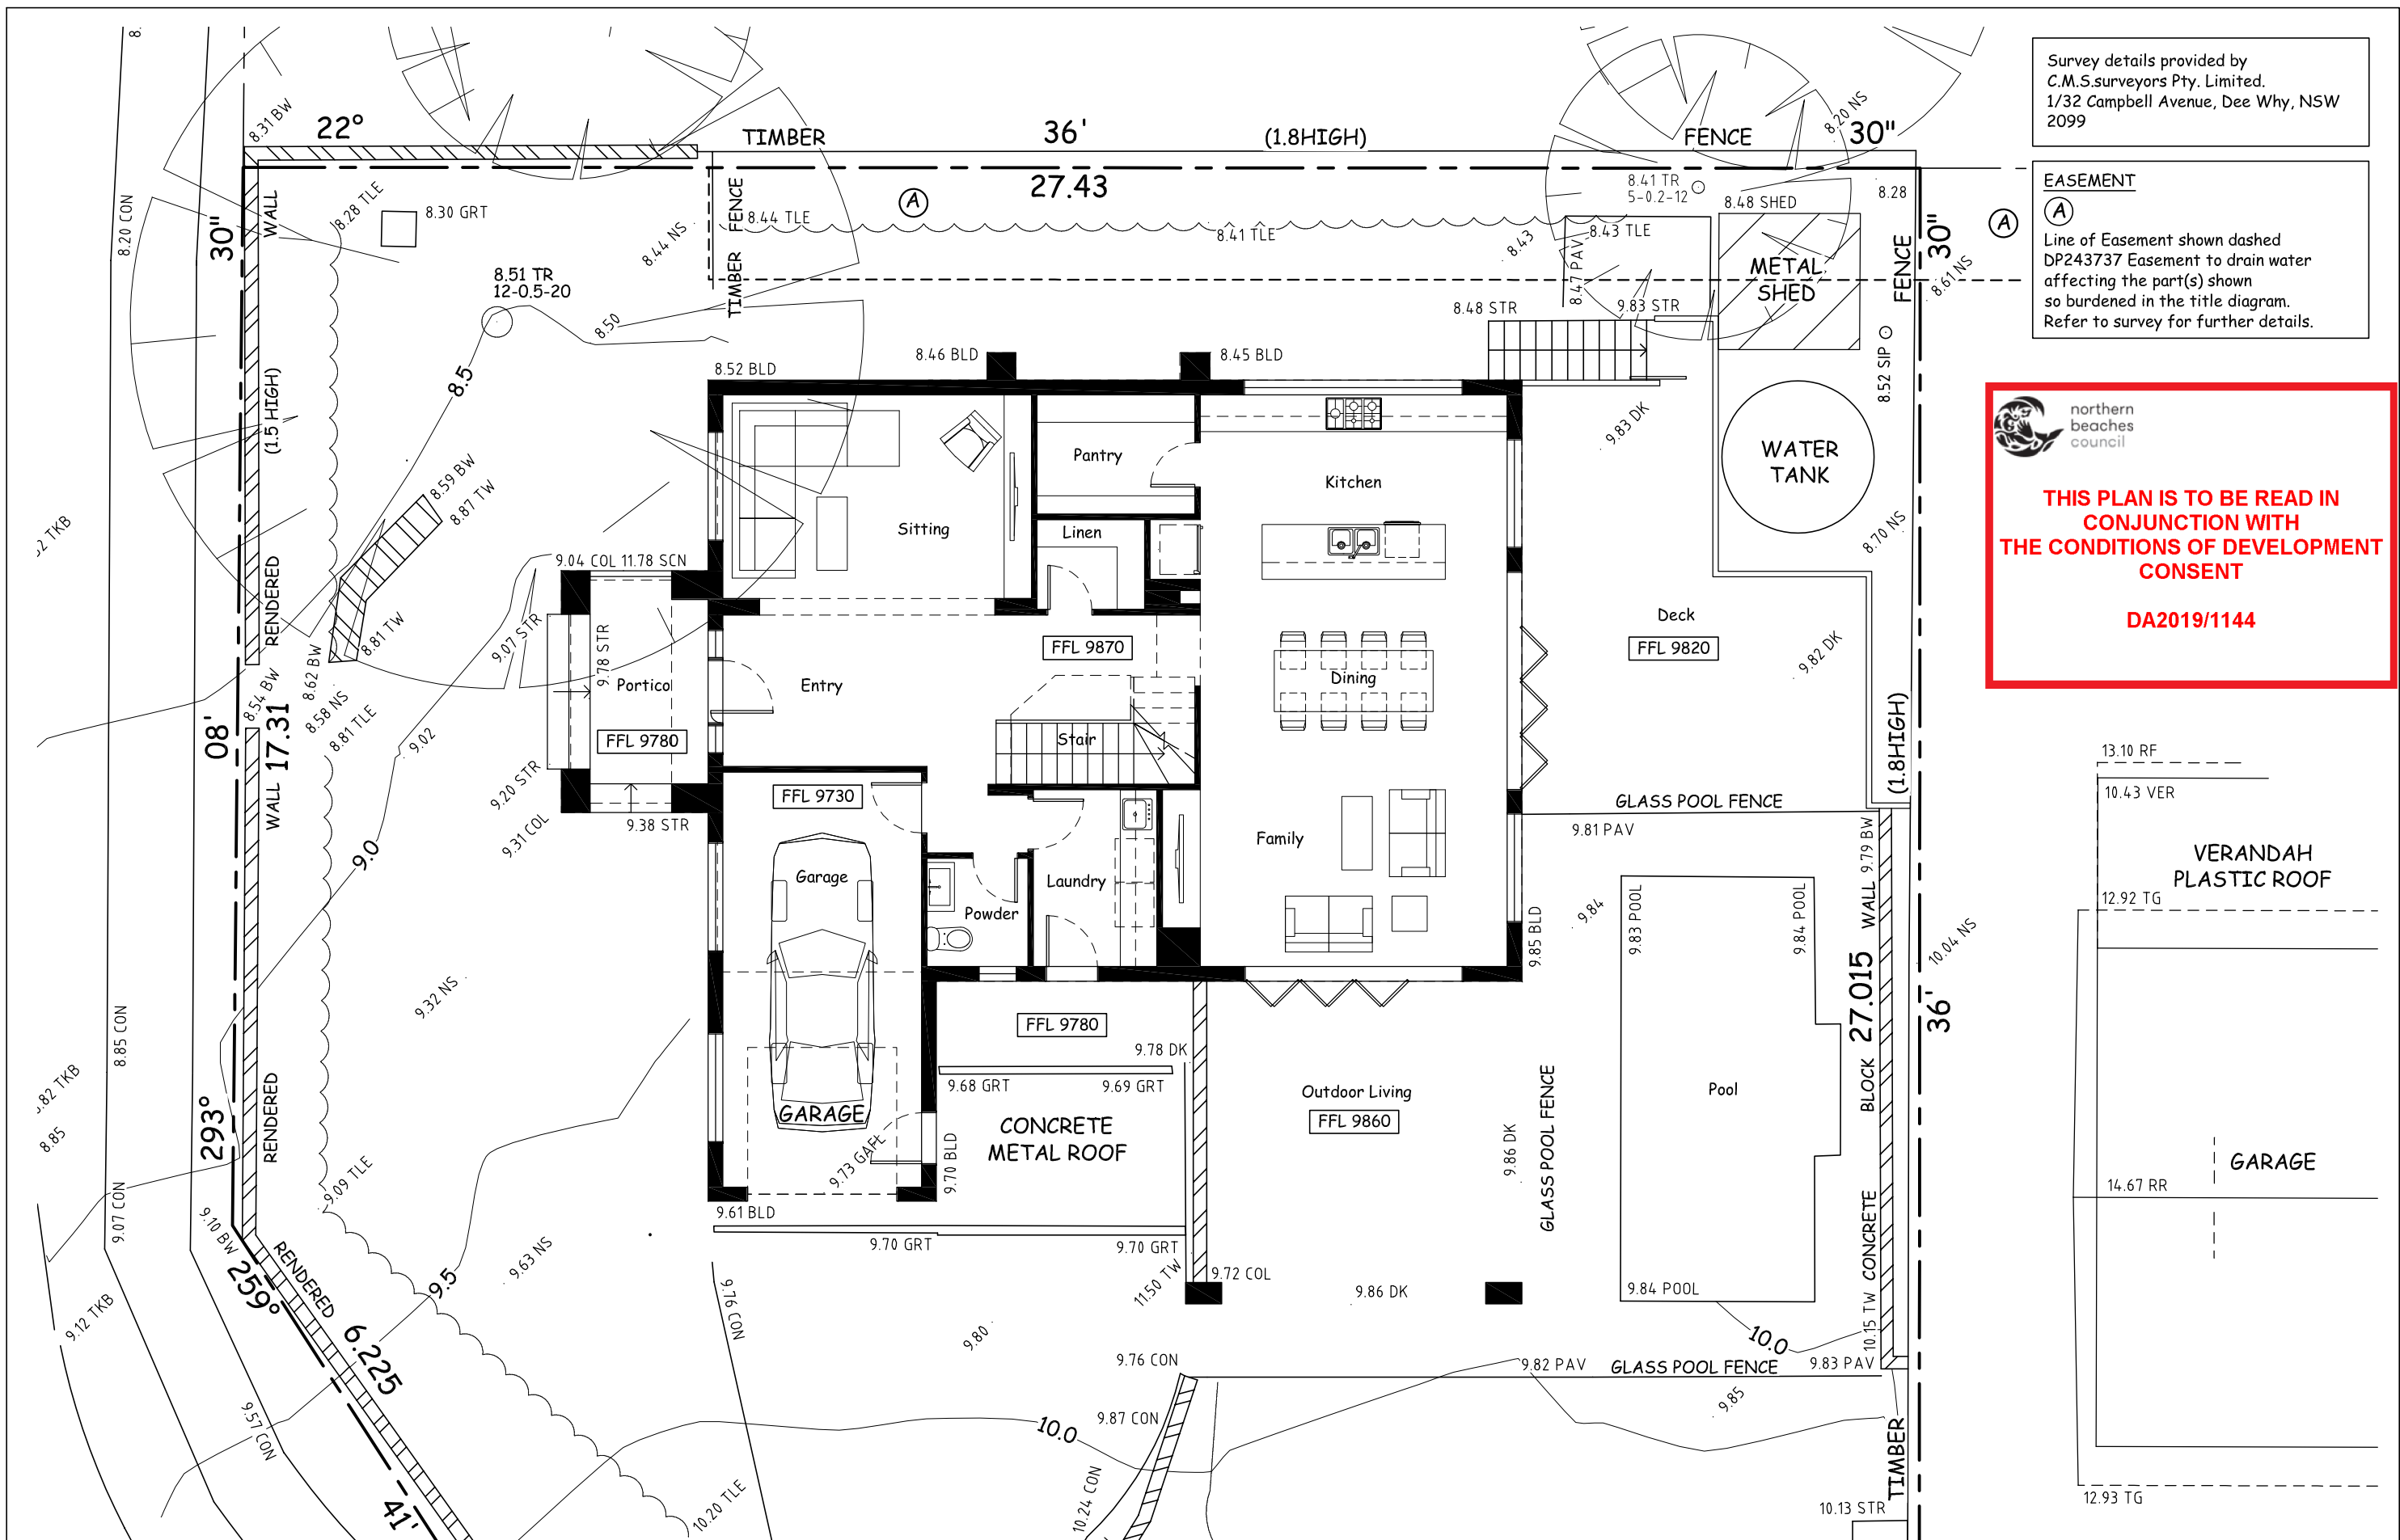 Survey details provided by
C.M.S.surveyors Pty. Limited.
1/32 Campbell Avenue, Dee Why, NSW
2099
EASEMENT
A
Line of Easement shown dashed
DP243737 Easement to drain water
affecting the part(s) shown
so burdened in the title diagram.
Refer to survey for further details.
northern
beaches
council
THIS PLAN IS TO BE READ IN
CONJUNCTION WITH
THE CONDITIONS OF DEVELOPMENT
CONSENT
DA2019/1144
8.31 BW
22°
TIMBER
36'
(1.8HIGH)
FENCE
8.20 NS
30"
27.43
A
A
8.20 CON
30"
WALL
8.28 TLE
8.30 GRT
8.44 NS
TIMBER FENCE
8.44 TLE
8.41 TLE
8.43
8.41 TR
5-0.2-12
8.43 TLE
8.47 PAV
8.48 SHED
8.28
METAL
SHED
FENCE
30"
8.61 NS
8.51 TR
12-0.5-20
8.50
8.5
(1.5 HIGH)
8.52 BLD
8.46 BLD
8.45 BLD
8.48 STR
9.83 STR
8.52 SIP
9.83 DK
WATER
TANK
8.70 NS
Pantry
Kitchen
Sitting
Linen
8.59 BW
8.87 TW
RENDERED
8.81 TW
9.04 COL
11.78 SCN
9.07 STR
9.78 STR
Portico
FFL 9780
Entry
FFL 9870
Dining
Deck
FFL 9820
9.82 DK
8.62 BW
8.54 BW
8.58 NS
8.81 TLE
9.02
08'
17.31
WALL
Stair
9.20 STR
9.31 COL
9.38 STR
FFL 9730
GLASS POOL FENCE
9.81 PAV
(1.8HIGH)
9.0
Garage
Powder
Laundry
Family
9.85 BLD
9.84
9.83 POOL
9.84 POOL
9.79 BW
WALL
10.04 NS
27.015
36'
BLOCK
CONCRETE
10.15 TW
13.10 RF
10.43 VER
VERANDAH
PLASTIC ROOF
12.92 TG
GARAGE
14.67 RR
12.93 TG
9.32 NS
8.85 CON
8.85
293°
RENDERED
FFL 9780
9.78 DK
9.68 GRT
9.69 GRT
CONCRETE
METAL ROOF
GARAGE
9.73 GAFL
9.70 BLD
Outdoor Living
FFL 9860
9.86 DK
GLASS POOL FENCE
Pool
9.84 POOL
9.07 CON
9.09 TLE
9.10 BW
9.61 BLD
9.70 GRT
9.70 GRT
11.50 TW
9.72 COL
9.86 DK
9.12 TKB
259°
RENDERED
9.5
9.63 NS
9.76 CON
9.80
6.225
9.76 CON
9.82 PAV
GLASS POOL FENCE
9.83 PAV
10.0
9.85
9.57 CON
9.87 CON
10.0
TIMBER
41'
10.20 TLE
10.24 CON
10.13 STR